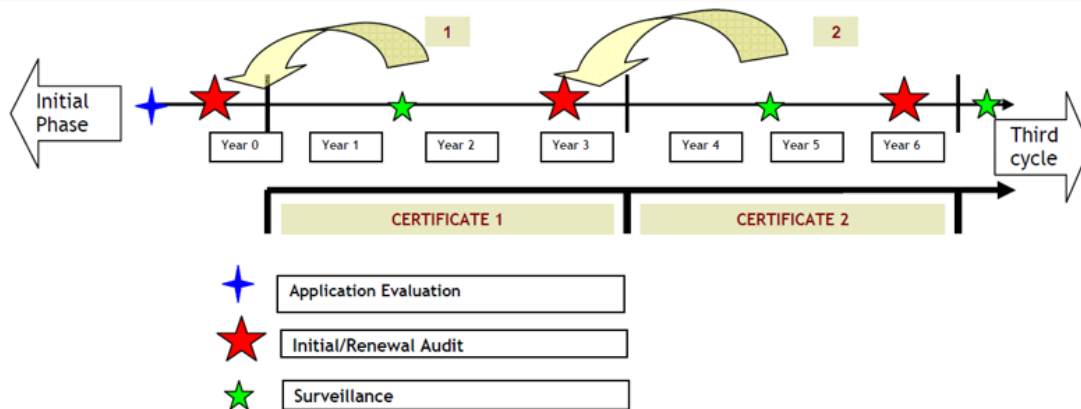 1
2
Initial
Phase
Year 0
Year 1
Year 2
Year 3
Year 4
Year 5
Year 6
Third
cycle
CERTIFICATE 1
CERTIFICATE 2
Application Evaluation
Initial/Renewal Audit
Surveillance